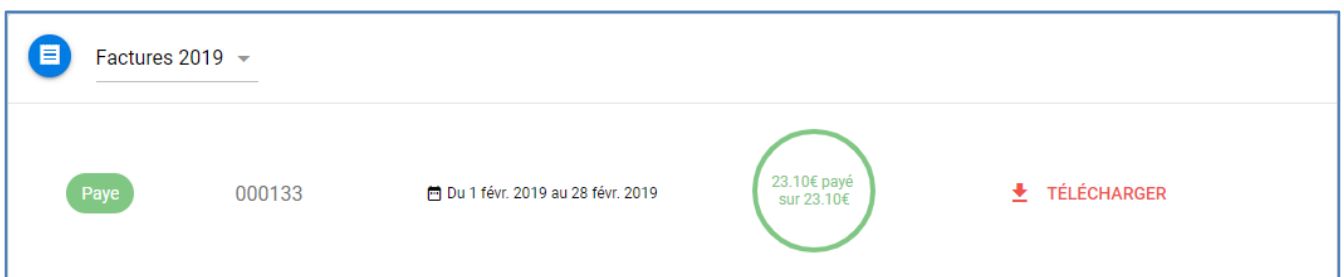 Factures 2019
Paye
000133
Du 1 févr. 2019 au 28 févr. 2019
23.10€ payé
sur 23.10€
TÉLÉCHARGER